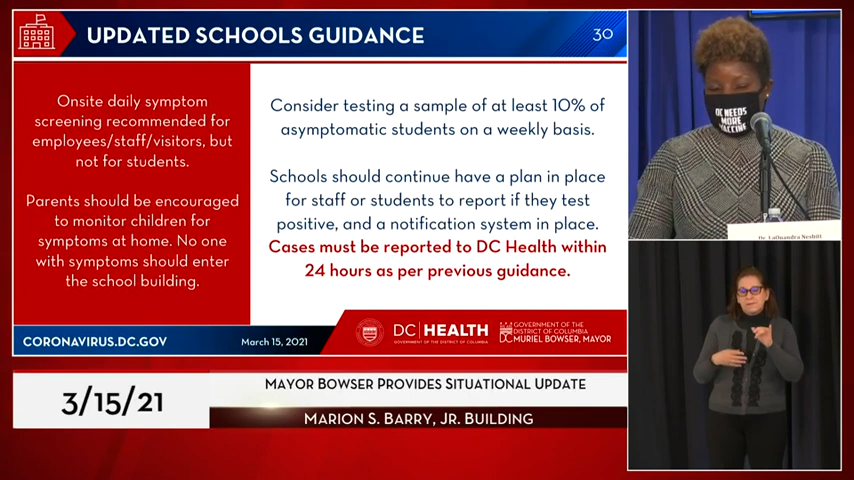 UPDATED SCHOOLS GUIDANCE
30
Onsite daily symptom
screening recommended for
employees/staff/visitors, but
not for students.
Parents should be encouraged
to monitor children for
symptoms at home. No one
with symptoms should enter
the school building.
Consider testing a sample of at least 10% of
asymptomatic students on a weekly basis.
Schools should continue have a plan in place
for staff or students to report if they test
positive, and a notification system in place.
Cases must be reported to DC Health within
24 hours as per previous guidance.
CORONAVIRUS.DC.GOV
March 15, 2021
DC HEALTH
GOVERNMENT OF THE DISTRICT OF COLUMBIA
GOVERNMENT OF THE
DISTRICT OF COLUMBIA
DC MURIEL BOWSER, MAYOR
3/15/21
MAYOR BOWSER PROVIDES SITUATIONAL UPDATE
MARION S. BARRY, JR. BUILDING
DC NEEDS
MORE
VACCINE
Dr. LaQuandra Nesbitt